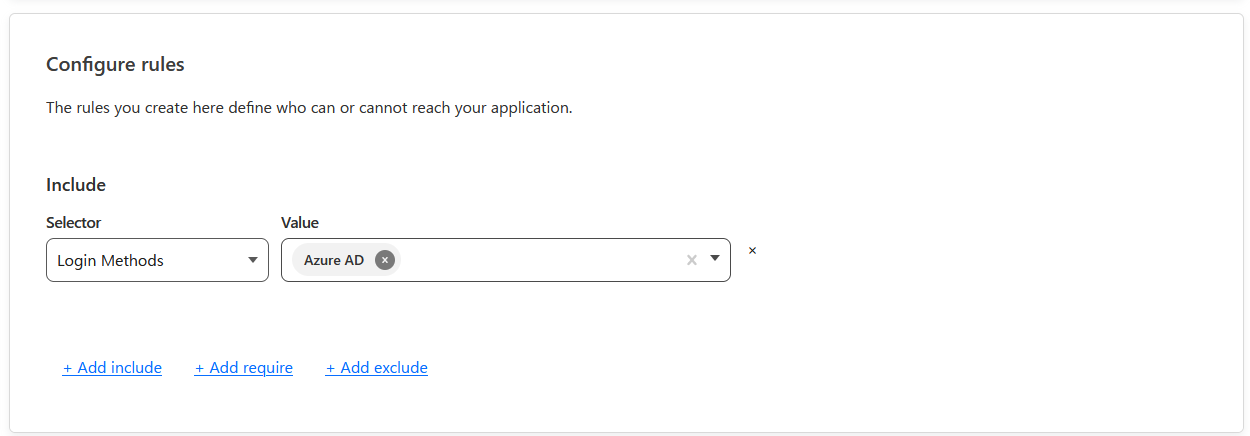 Configure rules
The rules you create here define who can or cannot reach your application.
Include
Selector Value
Login Methods Azure AD
+ Add include + Add require + Add exclude